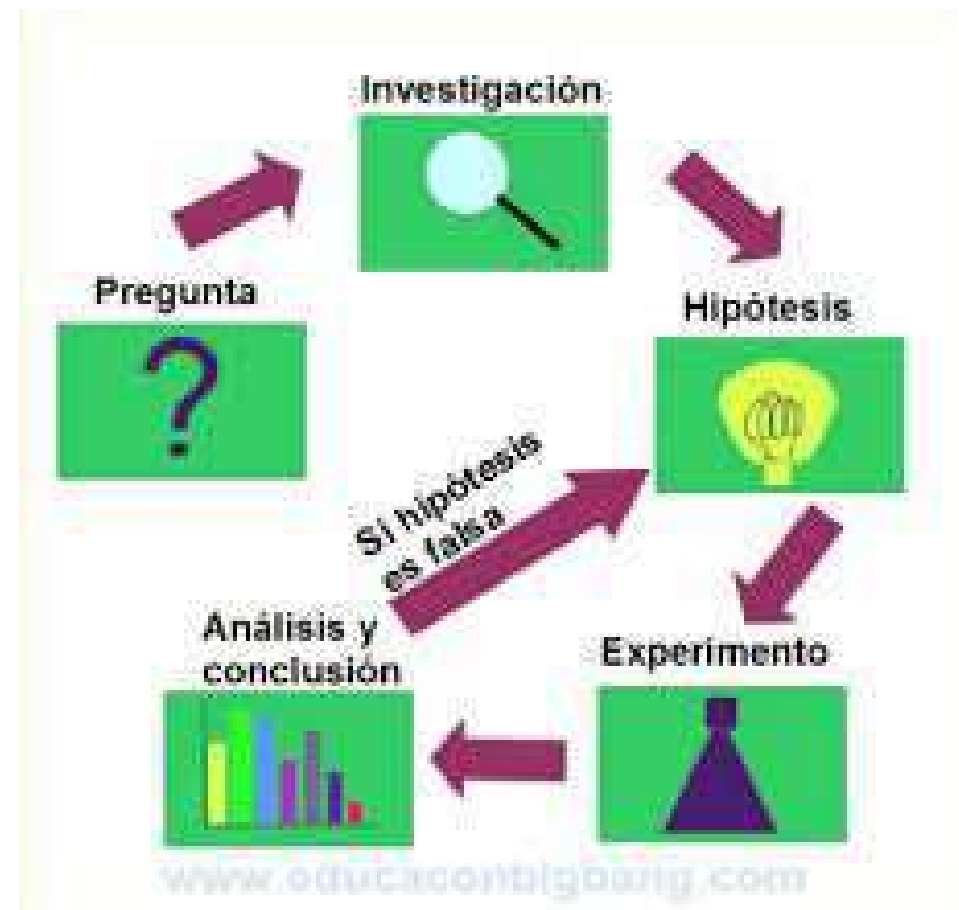 Investigación
Pregunta
Hipótesis
Si hipótesis
es falsa
Análisis y
conclusión
Experimento
www.educaconbigbang.com